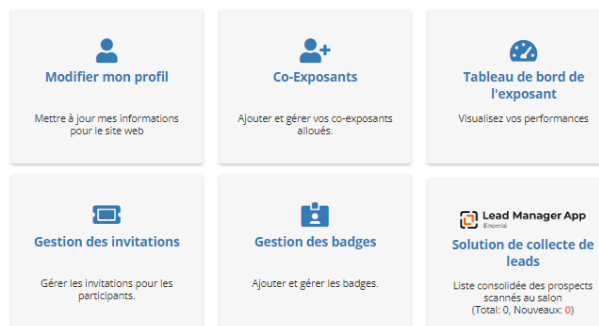 Modifier mon profil
Mettre à jour mes informations
pour le site web
Co-Exposants
Ajouter et gérer vos co-exposants
alloués.
Tableau de bord de
l'exposant
Visualisez vos performances
Gestion des invitations
Gérer les invitations pour les
participants.
Gestion des badges
Ajouter et gérer les badges.
Lead Manager App
(Emperia)
Solution de collecte de
leads
Liste consolidée des prospects
scannés au salon
(Total: 0, Nouveaux: 0)